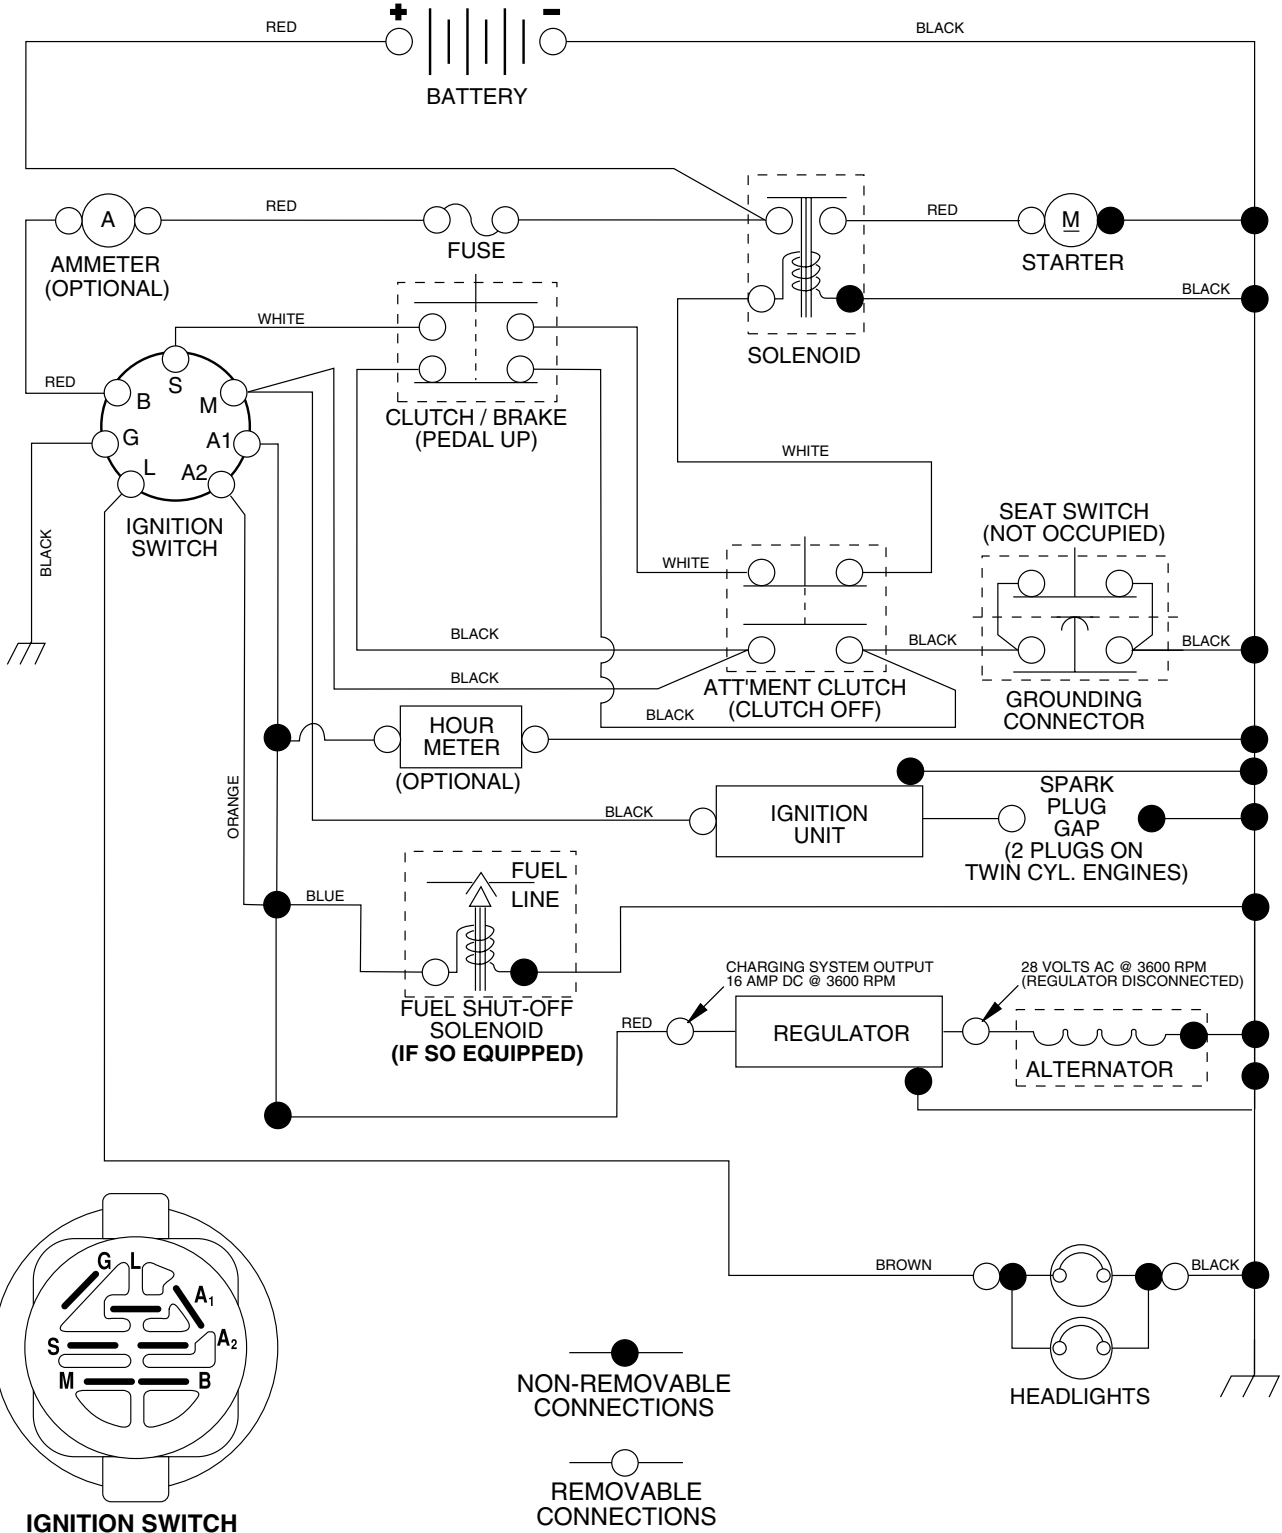 + −
RED
BLACK
BATTERY
A
RED
FUSE
RED
M
STARTER
AMMETER
(OPTIONAL)
BLACK
SOLENOID
WHITE
RED
S
B
M
G
A1
L
A2
IGNITION
SWITCH
CLUTCH / BRAKE
(PEDAL UP)
WHITE
BLACK
SEAT SWITCH
(NOT OCCUPIED)
WHITE
BLACK
BLACK
BLACK
BLACK
ATT'MENT CLUTCH
(CLUTCH OFF)
BLACK
GROUNDING
CONNECTOR
HOUR
METER
(OPTIONAL)
ORANGE
BLACK
IGNITION
UNIT
SPARK
PLUG
GAP
(2 PLUGS ON
TWIN CYL. ENGINES)
FUEL
LINE
BLUE
FUEL SHUT-OFF
SOLENOID
(IF SO EQUIPPED)
CHARGING SYSTEM OUTPUT
16 AMP DC @ 3600 RPM
28 VOLTS AC @ 3600 RPM
(REGULATOR DISCONNECTED)
RED
REGULATOR
ALTERNATOR
BROWN
BLACK
HEADLIGHTS
G L
A1
S
A2
M
B
IGNITION SWITCH
NON-REMOVABLE
CONNECTIONS
REMOVABLE
CONNECTIONS